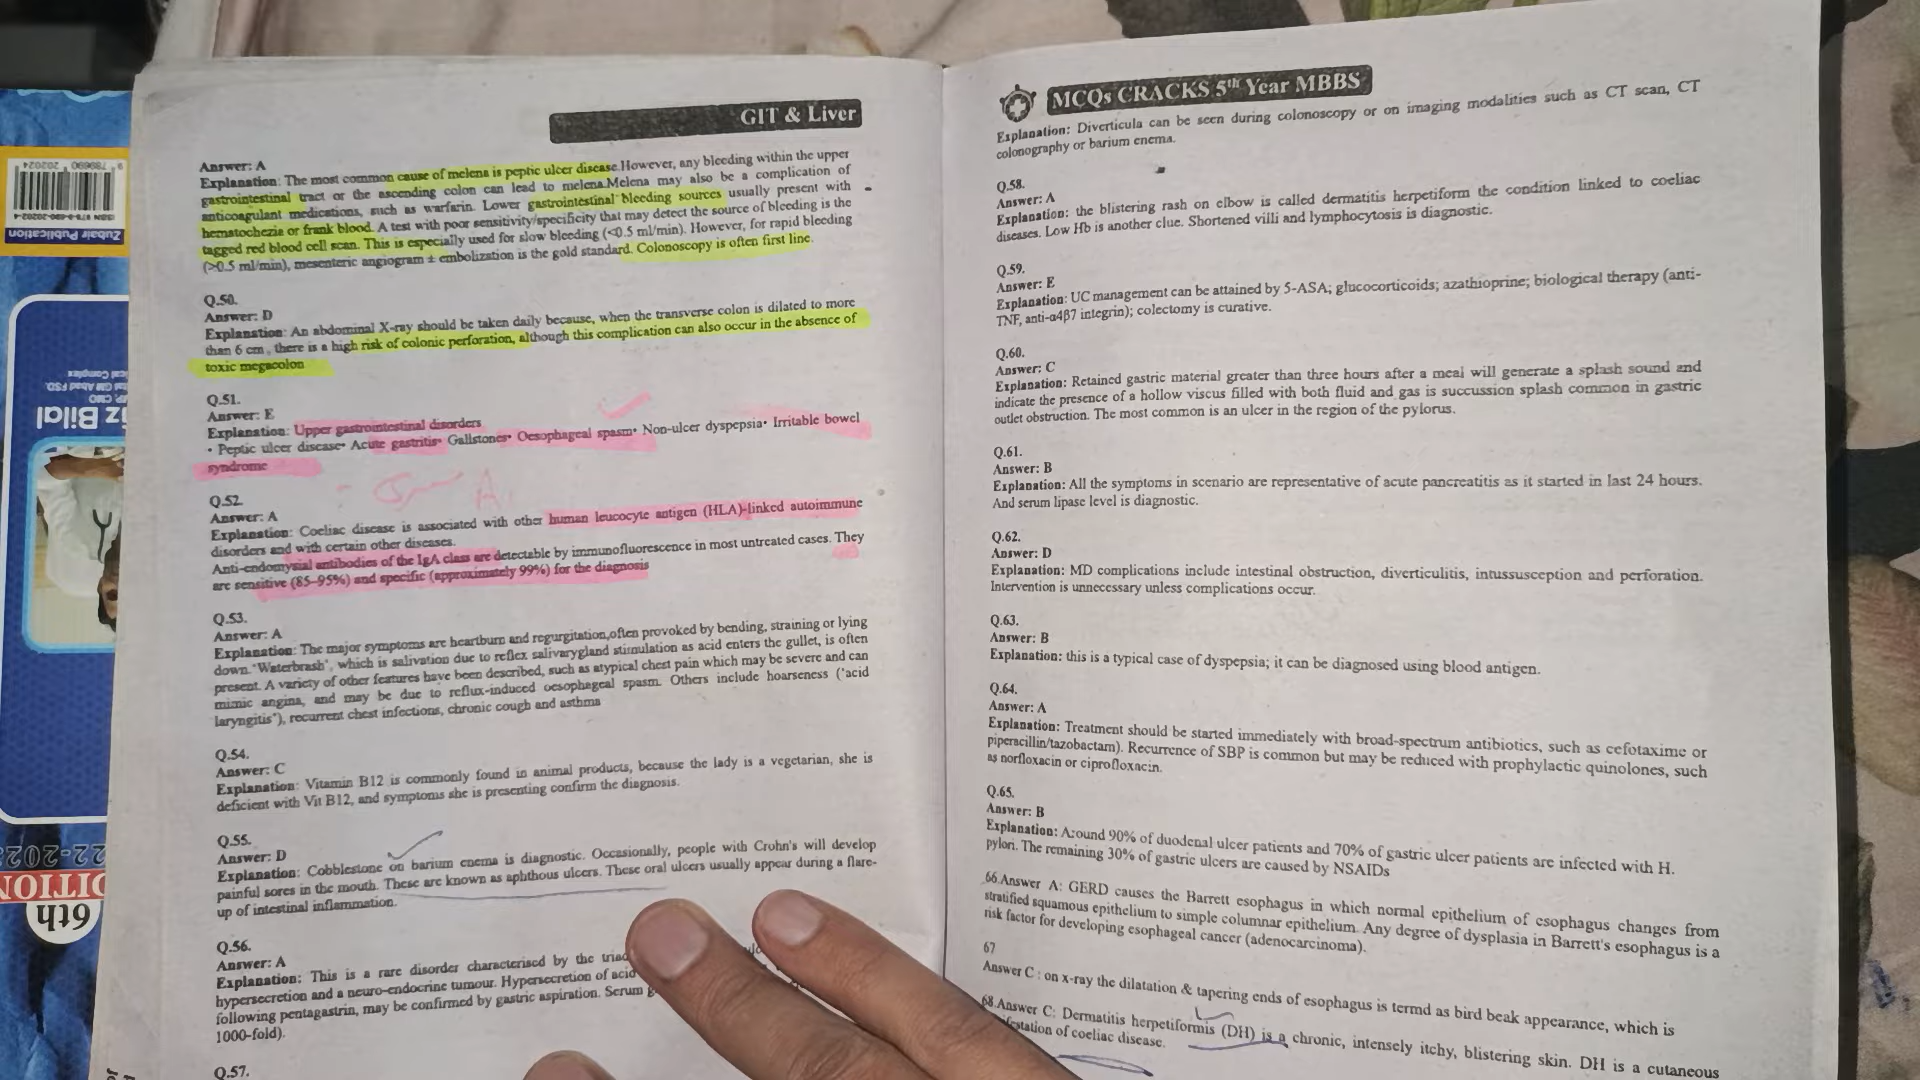 GIT & Liver
Answer: A
Explanation: The most common cause of melena is peptic ulcer disease.However, any bleeding within the upper
gastrointestinal tract or the ascending colon can lead to melena.Melena may also be a complication of
anticoagulant medications, such as warfarin. Lower gastrointestinal bleeding sources usually present with
hematochezia or frank blood. A test with poor sensitivity/specificity that may detect the source of bleeding is the
tagged red blood cell scan. This is especially used for slow bleeding (<0.5 ml/min). However, for rapid bleeding
(>0.5 ml/min), mesenteric angiogram ± embolization is the gold standard. Colonoscopy is often first line.
Q.50.
Answer: D
Explanation: An abdominal X-ray should be taken daily because, when the transverse colon is dilated to more
than 6 cm, there is a high risk of colonic perforation, although this complication can also occur in the absence of
toxic megacolon
Q.51.
Answer: E
Explanation: Upper gastrointestinal disorders
• Peptic ulcer disease• Acute gastritis• Gallstones• Oesophageal spasm• Non-ulcer dyspepsia• Irritable bowel
syndrome
Q.52.
Answer: A
Explanation: Coeliac disease is associated with other human leucocyte antigen (HLA)-linked autoimmune
disorders and with certain other diseases.
Anti-endomysial antibodies of the IgA class are detectable by immunofluorescence in most untreated cases. They
are sensitive (85–95%) and specific (approximately 99%) for the diagnosis
Q.53.
Answer: A
Explanation: The major symptoms are heartburn and regurgitation,often provoked by bending, straining or lying
down. 'Waterbrash', which is salivation due to reflex salivarygland stimulation as acid enters the gullet, is often
present. A variety of other features have been described, such as atypical chest pain which may be severe and can
mimic angina, and may be due to reflux-induced oesophageal spasm. Others include hoarseness ('acid
laryngitis'), recurrent chest infections, chronic cough and asthma
Q.54.
Answer: C
Explanation: Vitamin B12 is commonly found in animal products, because the lady is a vegetarian, she is
deficient with Vit B12, and symptoms she is presenting confirm the diagnosis.
Q.55.
Answer: D
Explanation: Cobblestone on barium enema is diagnostic. Occasionally, people with Crohn's will develop
painful sores in the mouth. These are known as aphthous ulcers. These oral ulcers usually appear during a flare-
up of intestinal inflammation.
Q.56.
Answer: A
Explanation: This is a rare disorder characterised by the triad
hypersecretion and a neuro-endocrine tumour. Hypersecretion of acid
following pentagastrin, may be confirmed by gastric aspiration. Serum
1000-fold).
Q.57.
MCQs CRACKS 5th Year MBBS
Explanation: Diverticula can be seen during colonoscopy or on imaging modalities such as CT scan, CT
colonography or barium enema.
Q.58.
Answer: A
Explanation: the blistering rash on elbow is called dermatitis herpetiform the condition linked to coeliac
diseases. Low Hb is another clue. Shortened villi and lymphocytosis is diagnostic.
Q.59.
Answer: E
Explanation: UC management can be attained by 5-ASA; glucocorticoids; azathioprine; biological therapy (anti-
TNF, anti-α4β7 integrin); colectomy is curative.
Q.60.
Answer: C
Explanation: Retained gastric material greater than three hours after a meal will generate a splash sound and
indicate the presence of a hollow viscus filled with both fluid and gas is succussion splash common in gastric
outlet obstruction. The most common is an ulcer in the region of the pylorus.
Q.61.
Answer: B
Explanation: All the symptoms in scenario are representative of acute pancreatitis as it started in last 24 hours.
And serum lipase level is diagnostic.
Q.62.
Answer: D
Explanation: MD complications include intestinal obstruction, diverticulitis, intussusception and perforation.
Intervention is unnecessary unless complications occur.
Q.63.
Answer: B
Explanation: this is a typical case of dyspepsia; it can be diagnosed using blood antigen.
Q.64.
Answer: A
Explanation: Treatment should be started immediately with broad-spectrum antibiotics, such as cefotaxime or
piperacillin/tazobactam). Recurrence of SBP is common but may be reduced with prophylactic quinolones, such
as norfloxacin or ciprofloxacin.
Q.65.
Answer: B
Explanation: Around 90% of duodenal ulcer patients and 70% of gastric ulcer patients are infected with H.
pylori. The remaining 30% of gastric ulcers are caused by NSAIDs
66.Answer A: GERD causes the Barrett esophagus in which normal epithelium of esophagus changes from
stratified squamous epithelium to simple columnar epithelium. Any degree of dysplasia in Barrett's esophagus is a
risk factor for developing esophageal cancer (adenocarcinoma).
67
Answer C : on x-ray the dilatation & tapering ends of esophagus is termd as bird beak appearance, which is
68.Answer C: Dermatitis herpetiformis (DH) is a chronic, intensely itchy, blistering skin. DH is a cutaneous
of coeliac disease.
Zubair Publication
iz Bilal
22-202
6th